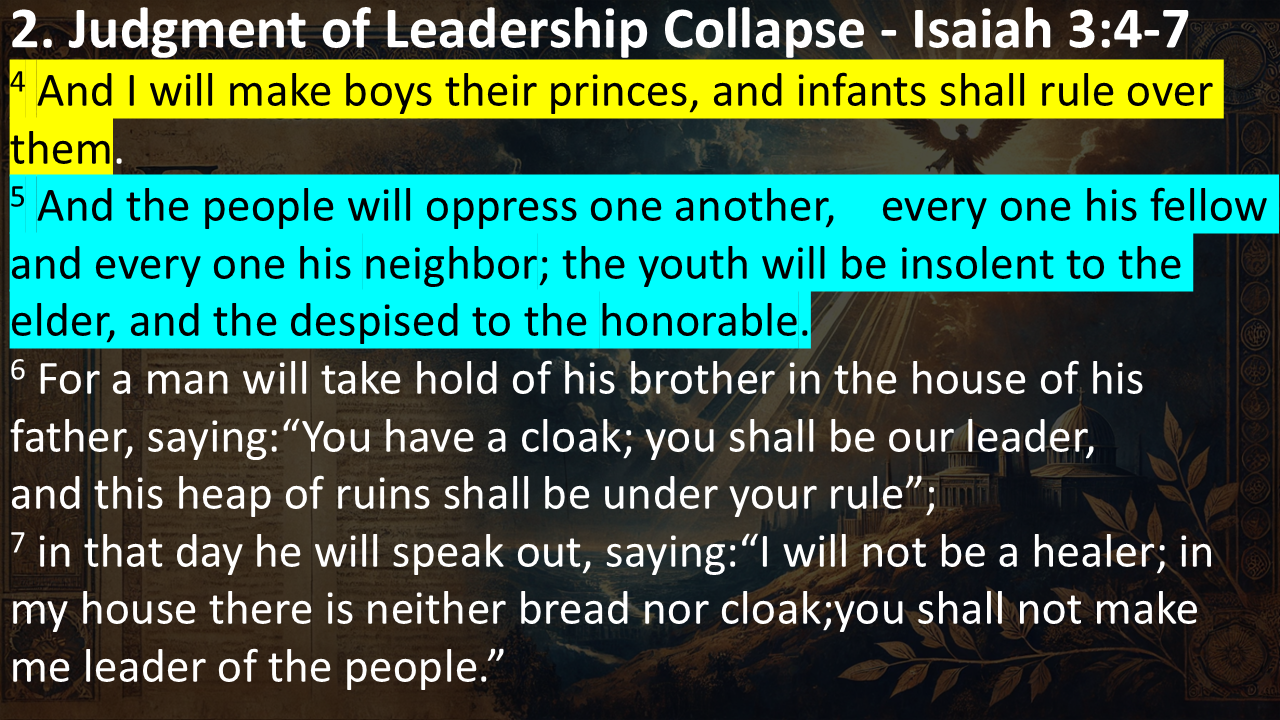 2. Judgment of Leadership Collapse - Isaiah 3:4-7
⁴ And I will make boys their princes, and infants shall rule over
them.
⁵ And the people will oppress one another,    every one his fellow
and every one his neighbor; the youth will be insolent to the
elder, and the despised to the honorable.
⁶ For a man will take hold of his brother in the house of his
father, saying:“You have a cloak; you shall be our leader,
and this heap of ruins shall be under your rule”;
⁷ in that day he will speak out, saying:“I will not be a healer; in
my house there is neither bread nor cloak;you shall not make
me leader of the people.”